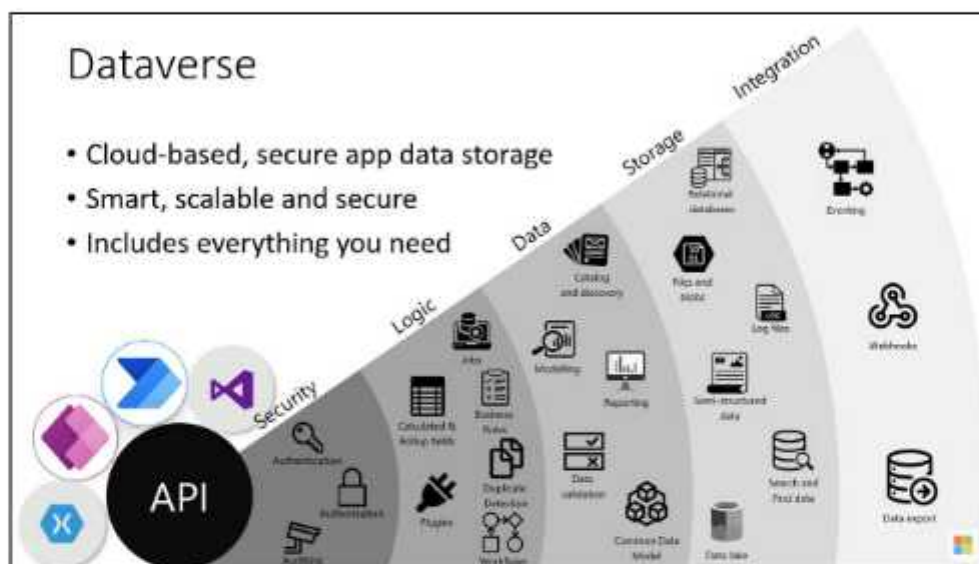 Dataverse
• Cloud-based, secure app data storage
• Smart, scalable and secure
• Includes everything you need
API
Security
Authentication
Authorization
Auditing
Logic
Jobs
Calculated &
Rollup fields
Business
Rules
Plugins
Duplicate
Detection
Workflows
Data
Catalog
and discovery
Modelling
Reporting
Data
validation
Common Data
Model
Storage
Relational
databases
Files and
blobs
Log files
Semi-structured
data
Search and
Find data
Data lake
Integration
Eventing
Webhooks
Data export